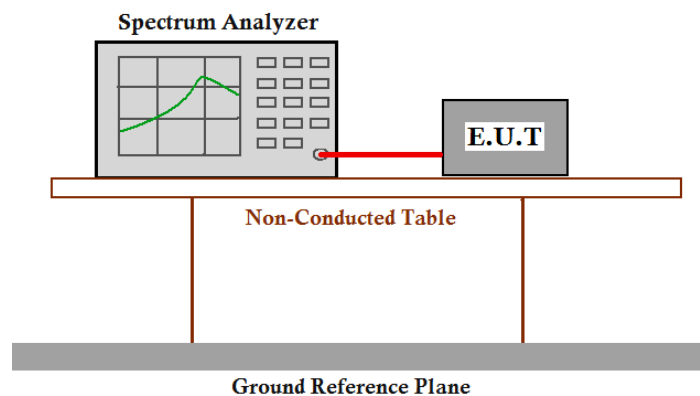 Spectrum Analyzer
E.U.T
Non-Conducted Table
Ground Reference Plane